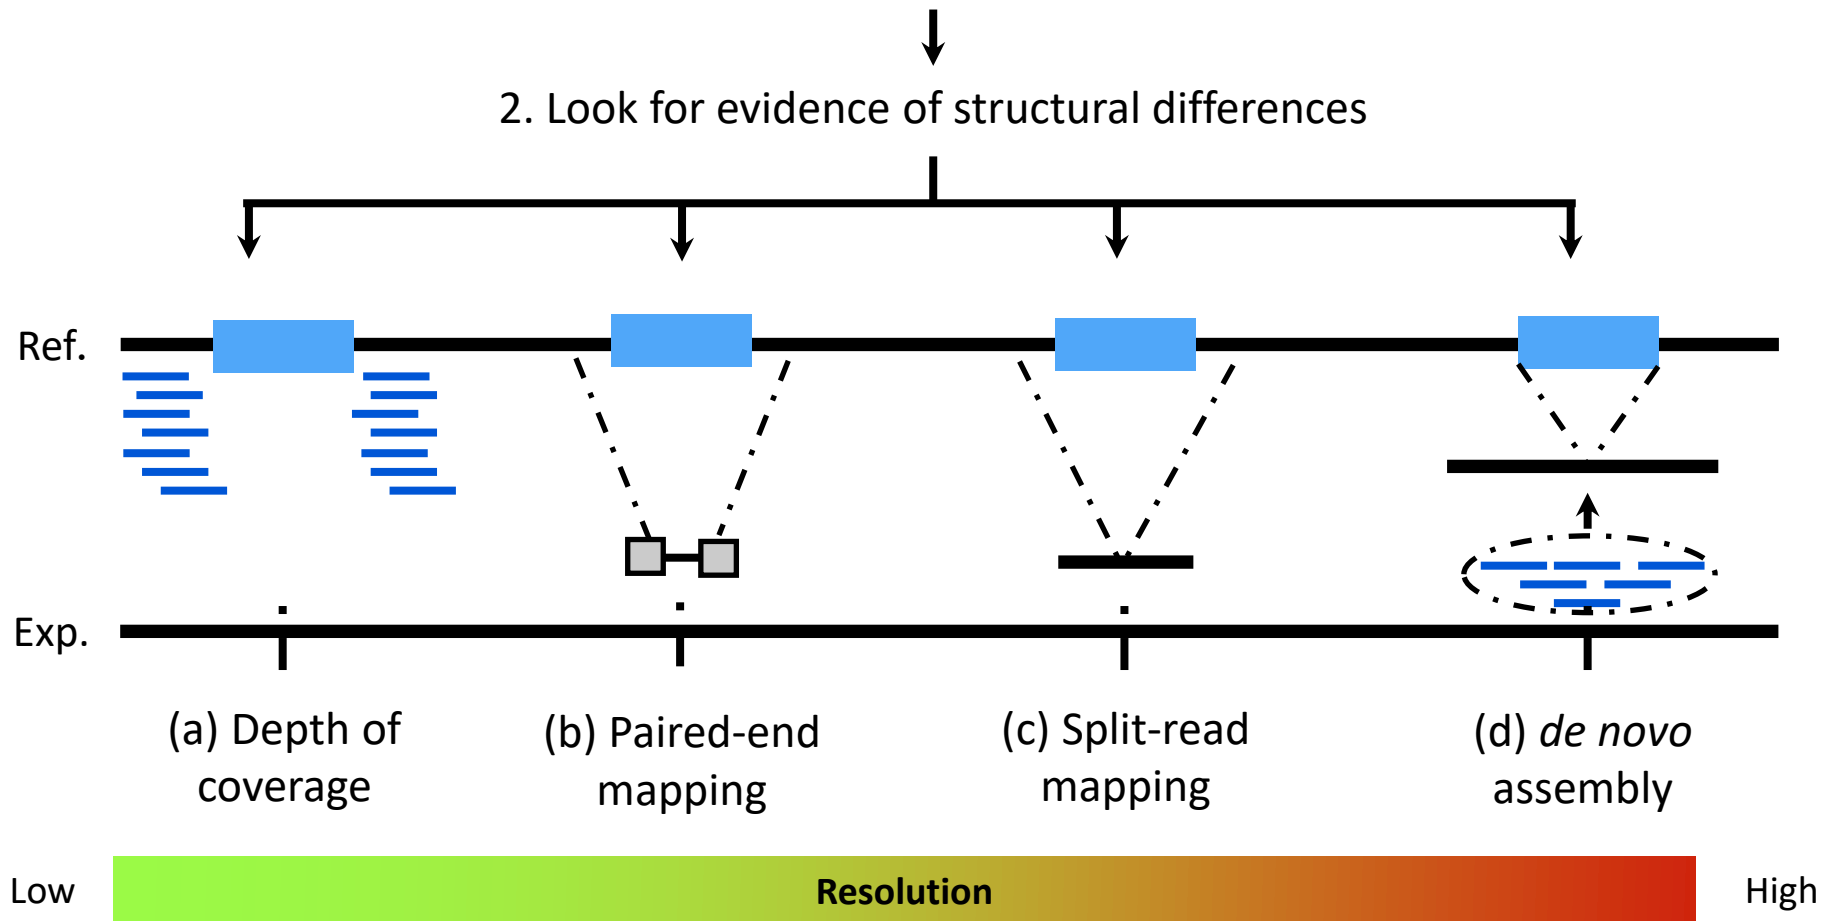 2. Look for evidence of structural differences
Ref.
Exp.
(a) Depth of
coverage
(b) Paired-end
mapping
(c) Split-read
mapping
(d) de novo
assembly
Low
Resolution
High